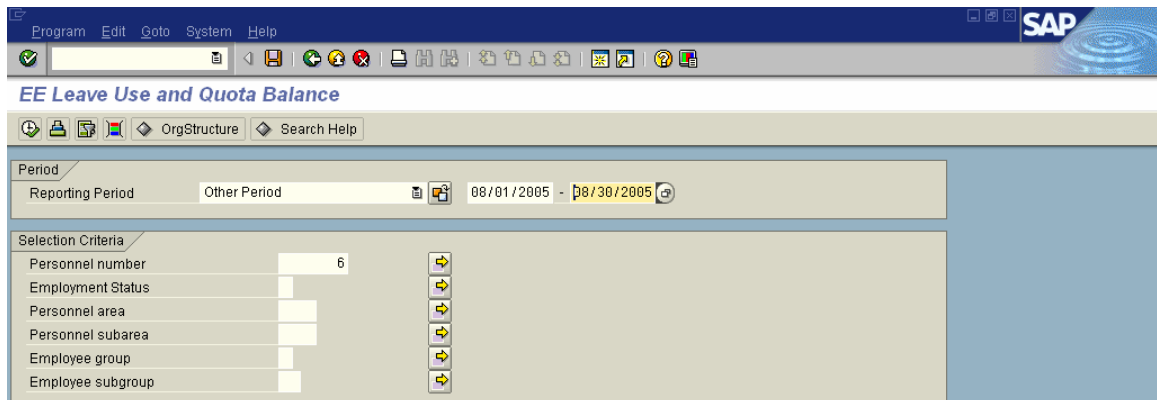 Program Edit Goto System Help
SAP
EE Leave Use and Quota Balance
OrgStructure Search Help
Period
Reporting Period Other Period 08/01/2005 - 08/30/2005
Selection Criteria
Personnel number 6
Employment Status
Personnel area
Personnel subarea
Employee group
Employee subgroup